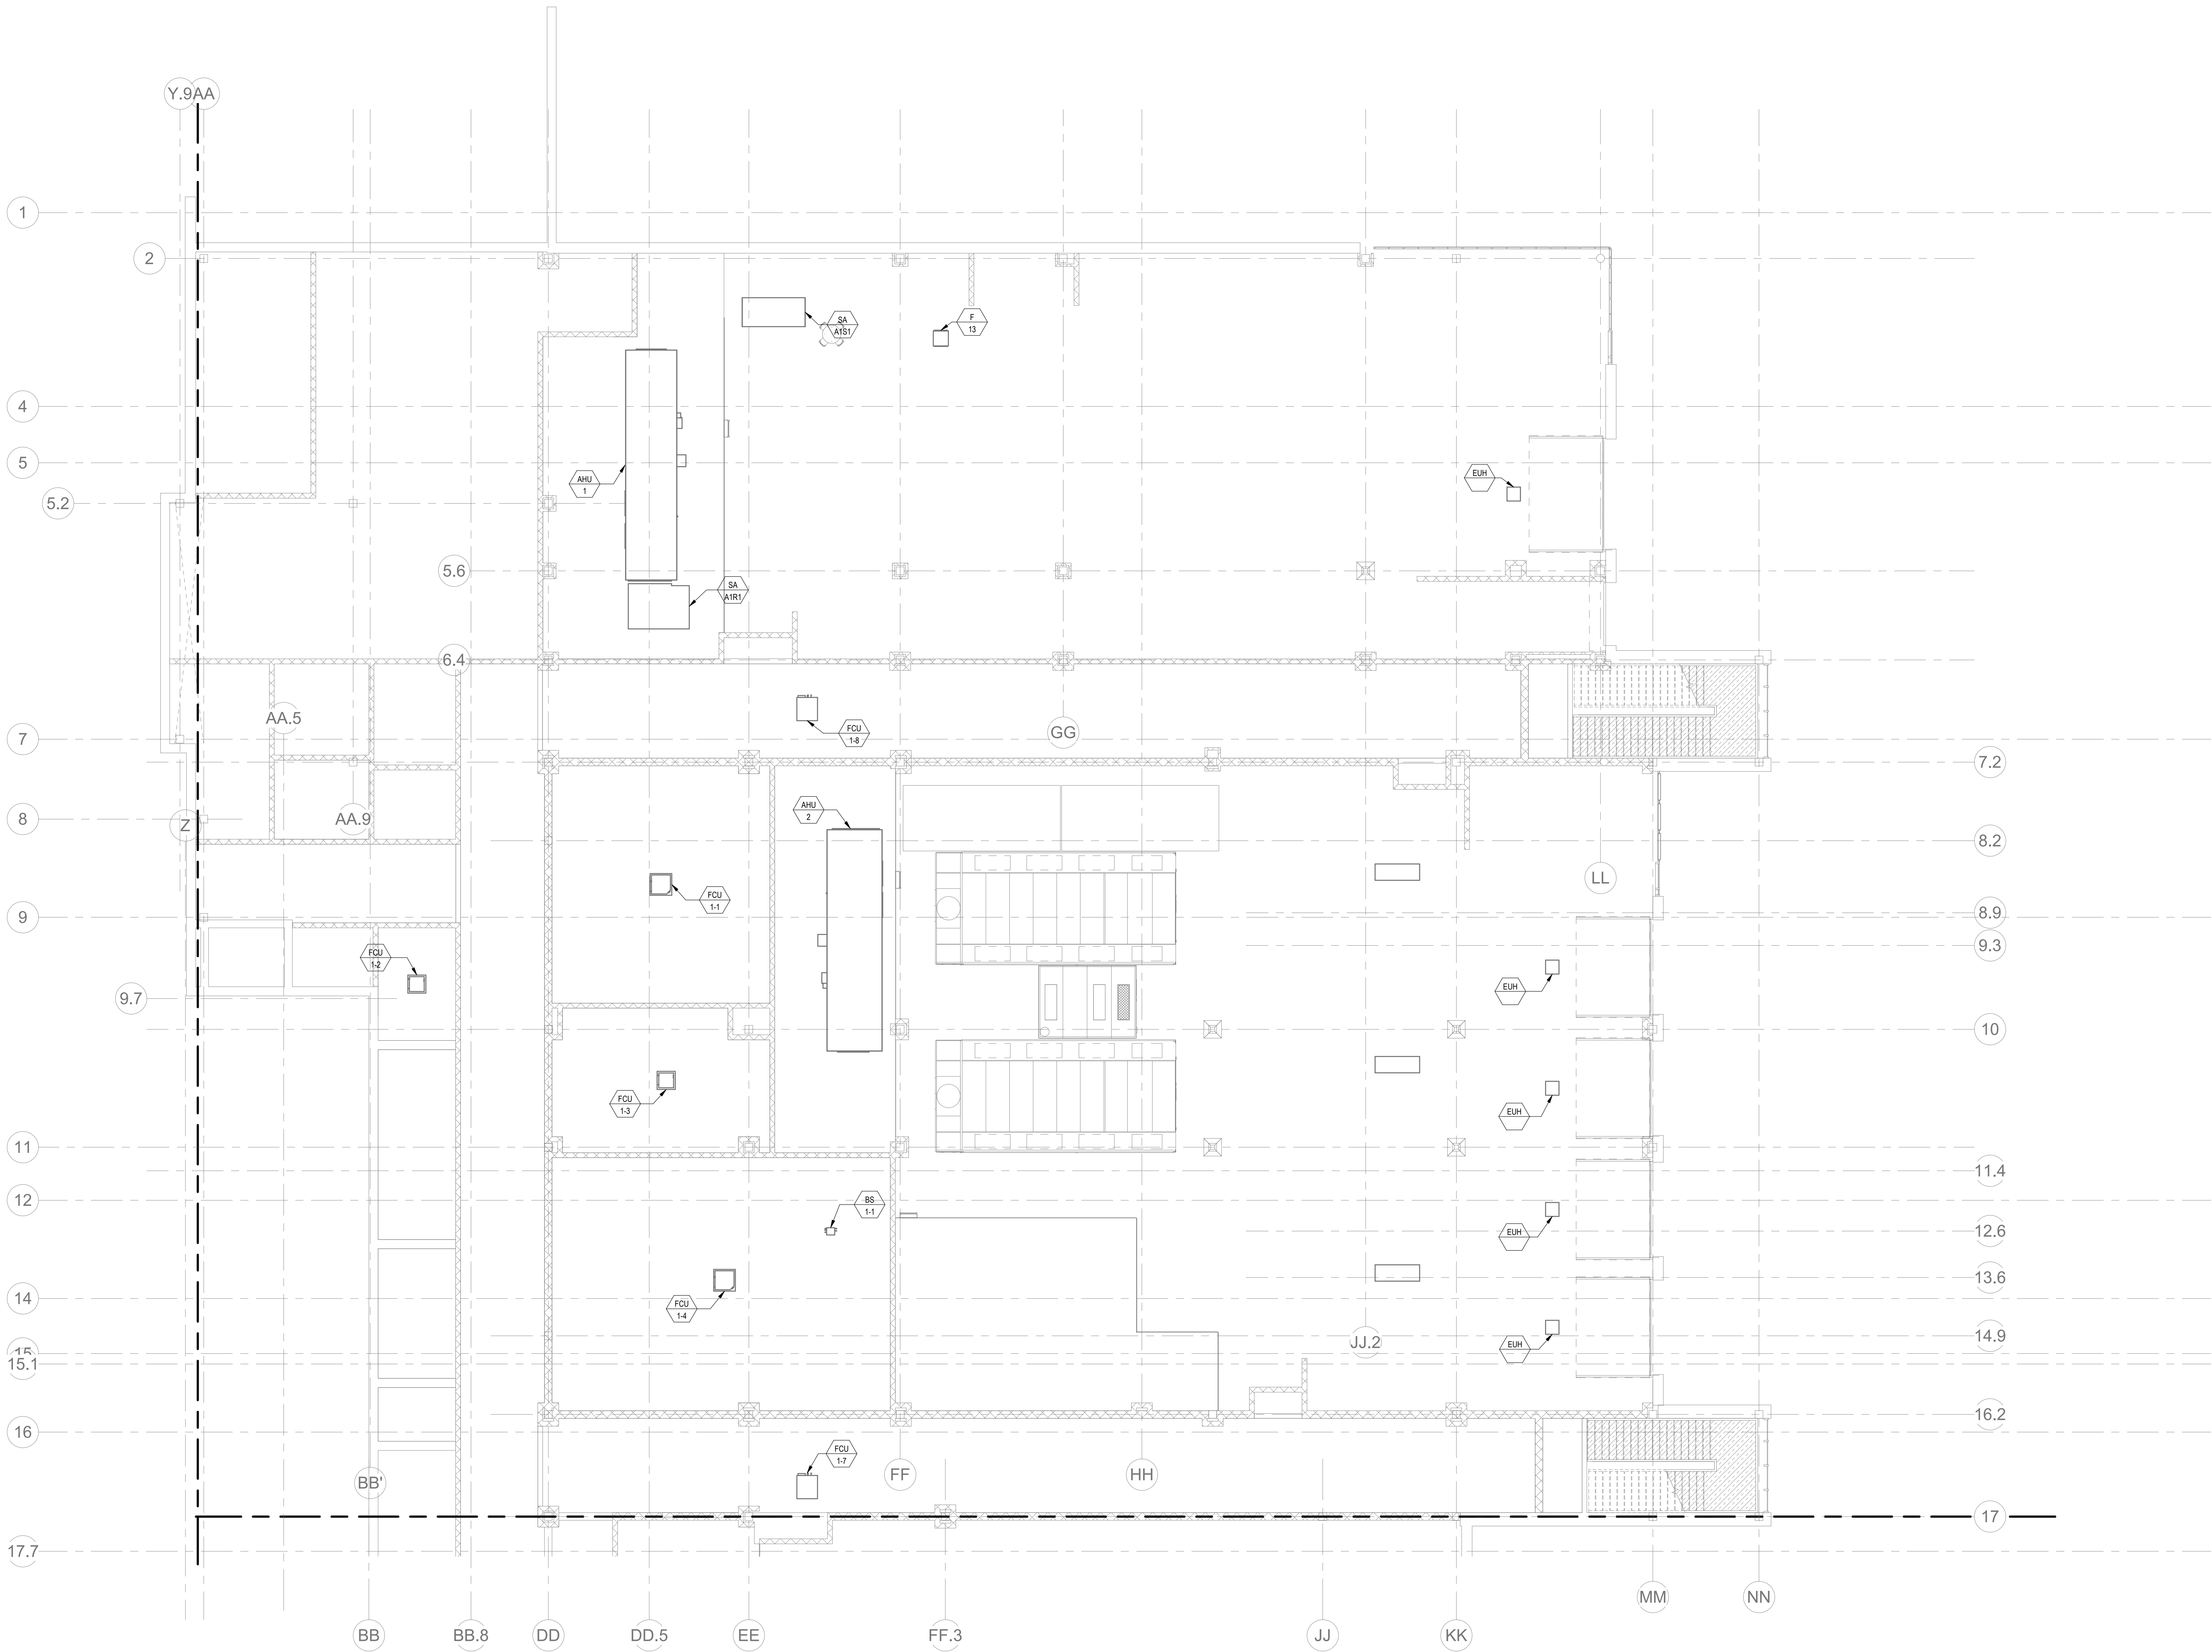 Y.9
AA
1
2
SA
A1S1
F
13
4
5
AHU
1
EUH
5.2
5.6
SA
A1R1
6.4
AA.5
FCU
1-8
GG
7
7.2
AHU
2
8
Z
AA.9
8.2
LL
FCU
1-1
9
8.9
9.3
FCU
1-2
EUH
9.7
10
FCU
1-3
EUH
11
11.4
12
BS
1-1
EUH
12.6
13.6
14
FCU
1-4
EUH
14.9
JJ.2
15
15.1
16
16.2
FCU
1-7
BB'
FF
HH
17
17.7
MM
NN
BB
BB.8
DD
DD.5
EE
FF.3
JJ
KK